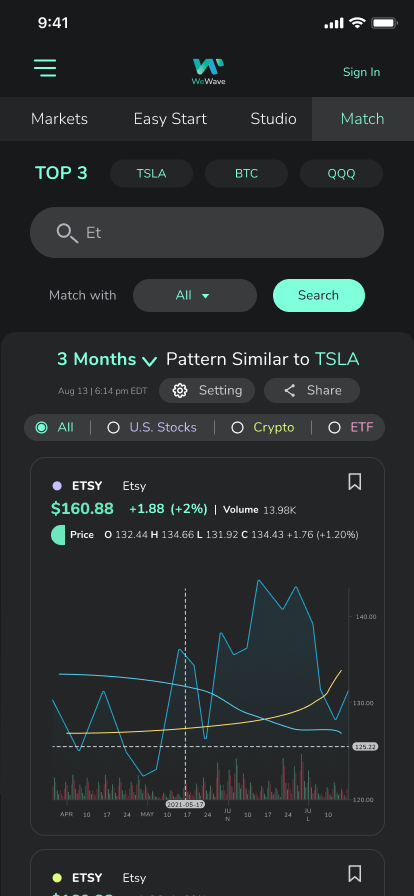 9:41
WeWave
Sign In
Markets Easy Start Studio Match
TOP 3 TSLA BTC QQQ
Et
Match with All Search
3 Months Pattern Similar to TSLA
Aug 13 | 6:14 pm EDT Setting Share
All | U.S. Stocks | Crypto | ETF
ETSY Etsy
$160.88 +1.88 (+2%) | Volume 13.98K
Price O 132.44 H 134.66 L 131.92 C 134.43 +1.76 (+1.20%)
140.00
130.00
125.22
120.00
2021-05-17
APR 10 17 24 MAY 10 17 24 JUN 10 17 24 JUL 10
ETSY Etsy